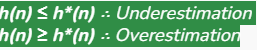 h(n) ≤ h*(n) ∴ Underestimation
h(n) ≥ h*(n) ∴ Overestimation